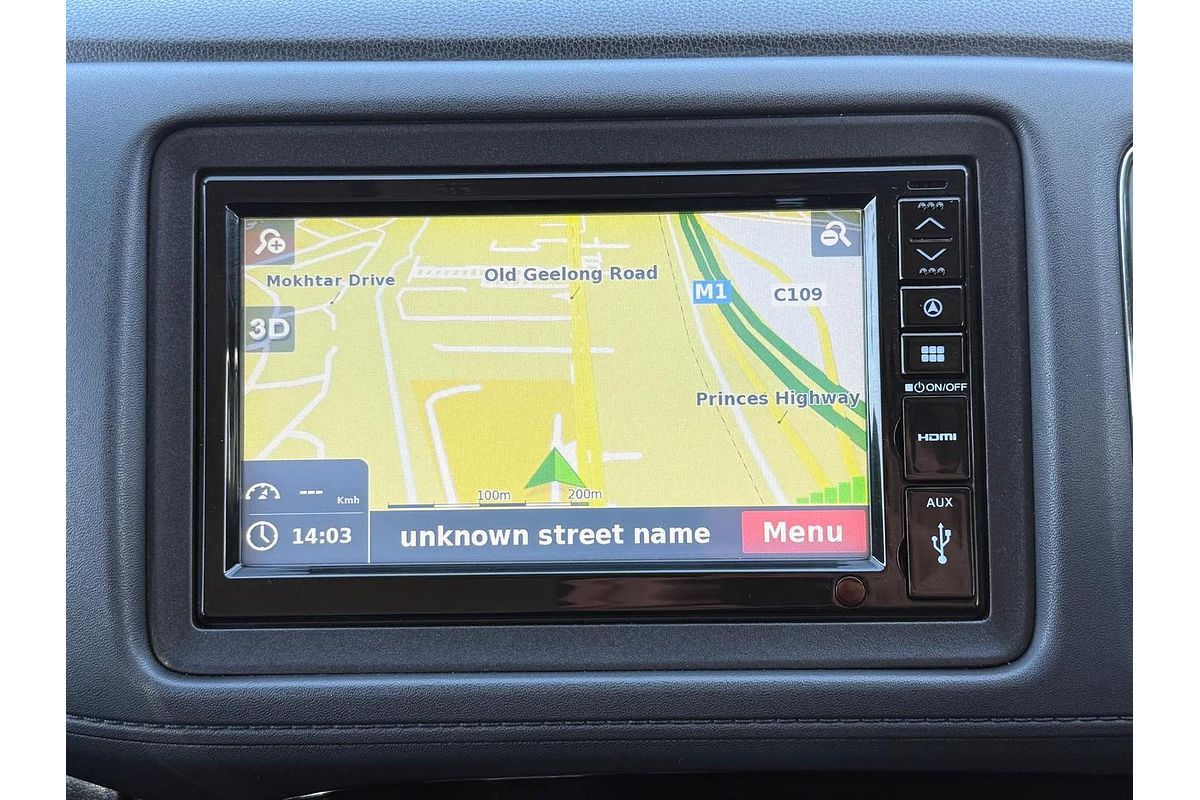 Mokhtar Drive
Old Geelong Road
M1
C109
3D
Princes Highway
---
Kmh
100m
200m
14:03
unknown street name
Menu
ON/OFF
HDMI
AUX